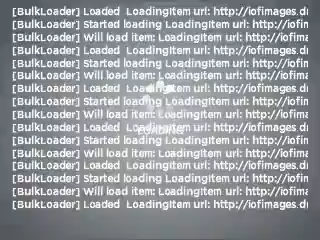 [BulkLoader] Loaded LoadingItem url: http://iofimages.d
[BulkLoader] Started loading LoadingItem url: http://iofi
[BulkLoader] Will load item: LoadingItem url: http://iofima
[BulkLoader] Loaded LoadingItem url: http://iofimages.d
[BulkLoader] Started loading LoadingItem url: http://iofi
[BulkLoader] Will load item: LoadingItem url: http://iofima
[BulkLoader] Loaded LoadingItem url: http://iofimages.d
[BulkLoader] Started loading LoadingItem url: http://iofi
[BulkLoader] Will load item: LoadingItem url: http://iofima
[BulkLoader] Loaded LoadingItem url: http://iofimages.d
[BulkLoader] Started loading LoadingItem url: http://iofi
[BulkLoader] Will load item: LoadingItem url: http://iofima
[BulkLoader] Loaded LoadingItem url: http://iofimages.d
[BulkLoader] Started loading LoadingItem url: http://iofi
[BulkLoader] Will load item: LoadingItem url: http://iofima
[BulkLoader] Loaded LoadingItem url: http://iofimages.d